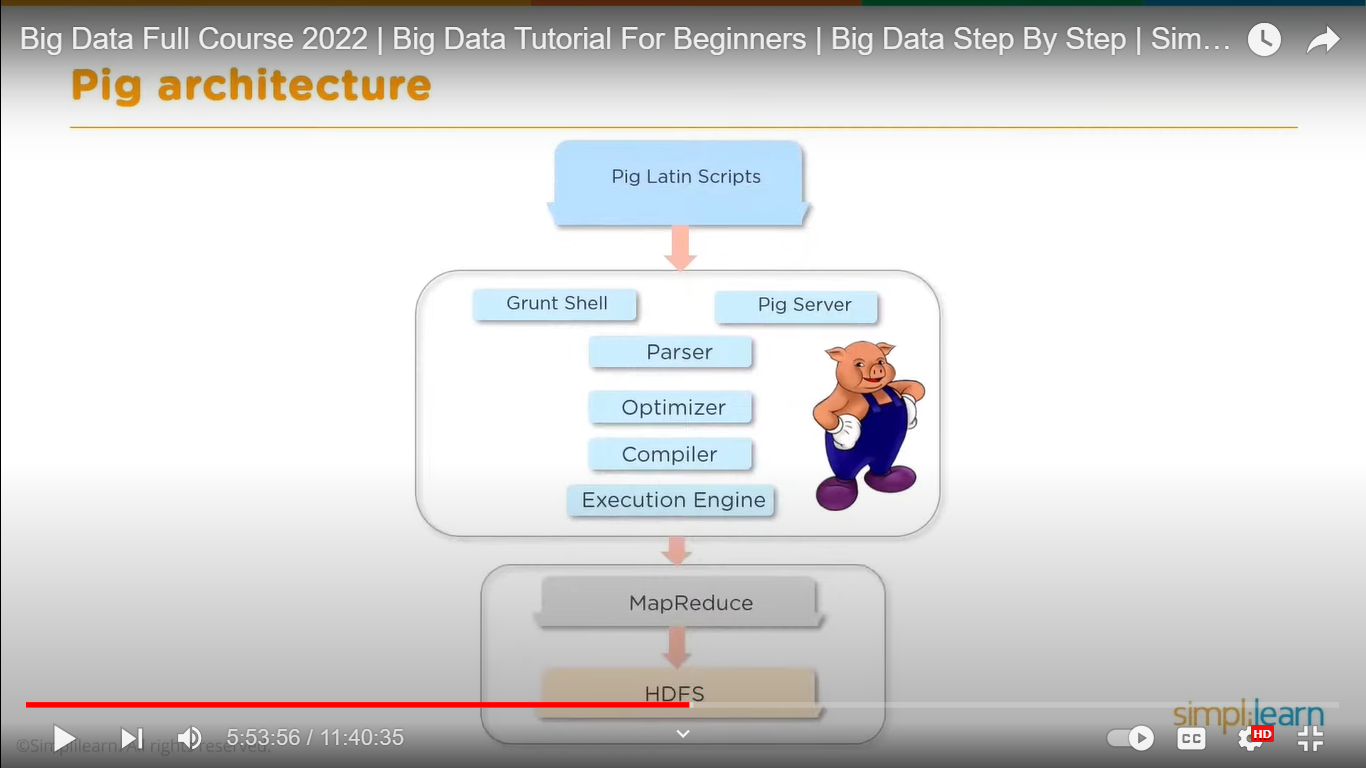 Big Data Full Course 2022 | Big Data Tutorial For Beginners | Big Data Step By Step | Sim...
Pig architecture
Pig Latin Scripts
Grunt Shell
Pig Server
Parser
Optimizer
Compiler
Execution Engine
MapReduce
HDFS
simplilearn
©Simplilearn. All rights reserved.
5:53:56 / 11:40:35
CC
HD